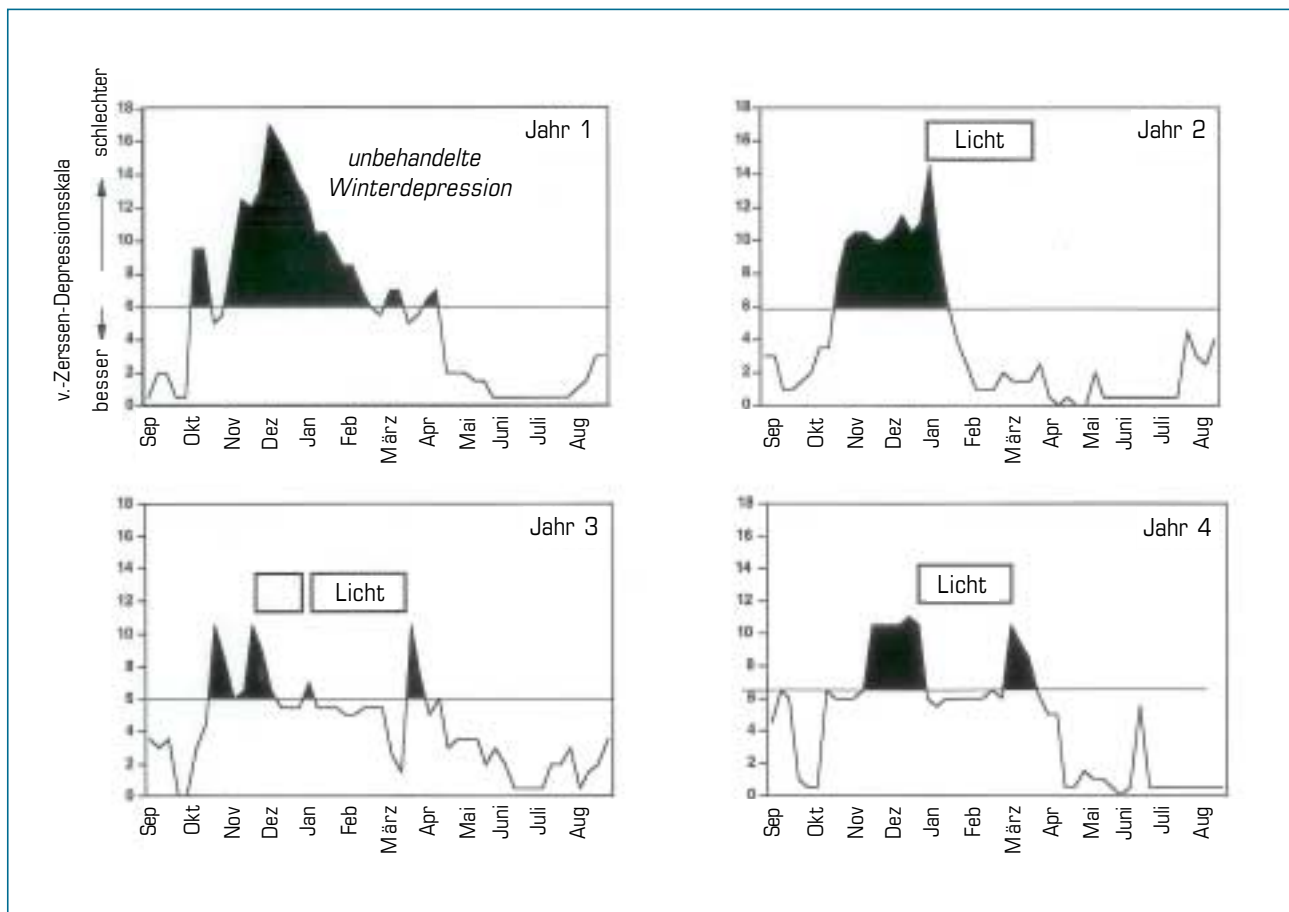 v.-Zerssen-Depressionsskala
besser
schlechter
18
16
14
12
10
8
6
4
2
0
Jahr 1
unbehandelte
Winterdepression
Sep Okt Nov Dez Jan Feb März Apr Mai Juni Juli Aug
18
16
14
12
10
8
6
4
2
0
Jahr 2
Licht
Sep Okt Nov Dez Jan Feb März Apr Mai Juni Juli Aug
18
16
14
12
10
8
6
4
2
0
Jahr 3
Licht
Sep Okt Nov Dez Jan Feb März Apr Mai Juni Juli Aug
18
16
14
12
10
8
6
4
2
0
Jahr 4
Licht
Sep Okt Nov Dez Jan Feb März Apr Mai Juni Juli Aug